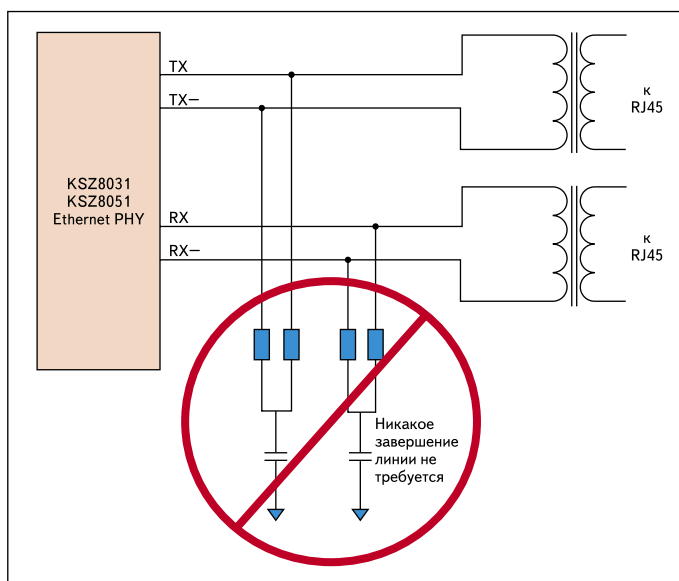 TX
TX–
к
RJ45
KSZ8031
KSZ8051
Ethernet PHY
RX
RX–
к
RJ45
Никакое
завершение
линии не
требуется